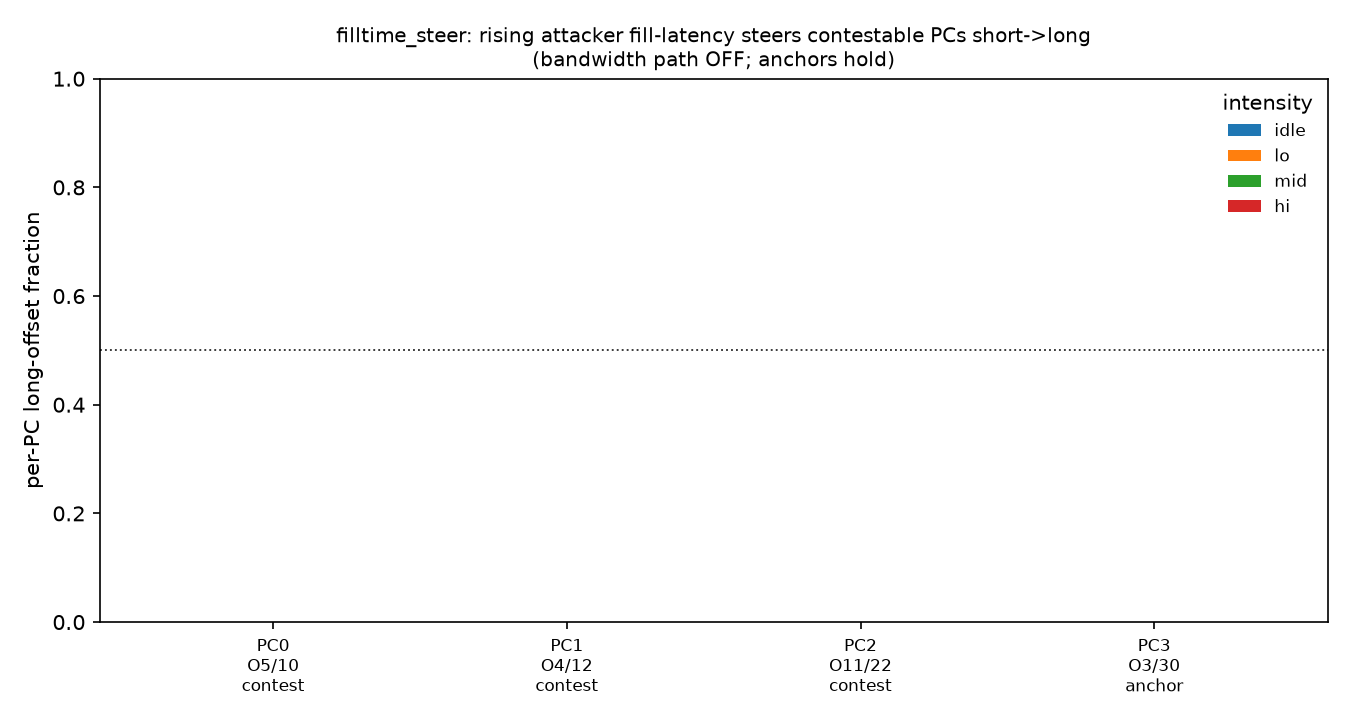 filltime_steer: rising attacker fill-latency steers contestable PCs short->long
(bandwidth path OFF; anchors hold)
per-PC long-offset fraction
1.0
0.8
0.6
0.4
0.2
0.0
intensity
idle
lo
mid
hi
PC0
O5/10
contest
PC1
O4/12
contest
PC2
O11/22
contest
PC3
O3/30
anchor